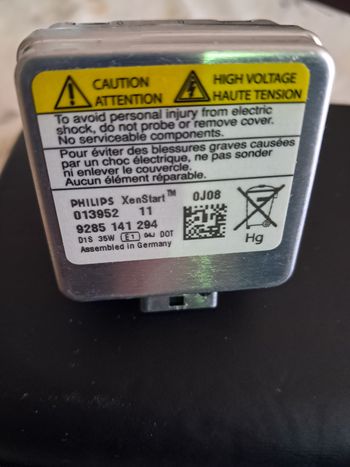 CAUTION HIGH VOLTAGE
ATTENTION HAUTE TENSION
To avoid personal injury from electric
shock, do not probe or remove cover.
No serviceable components.
Pour éviter des blessures graves causées
par un choc électrique, ne pas sonder
ni enlever le couvercle.
Aucun élément réparable.
PHILIPS XenStart™ 0J08
013952 11
9285 141 294
D1S 35W E1 04J DOT
Assembled in Germany
Hg